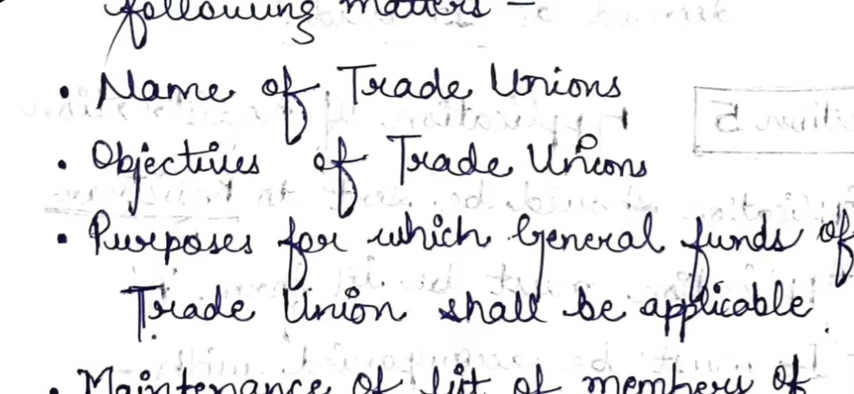 following matters –
• Name of Trade Unions
• Objectives of Trade Unions
• Purposes for which General funds of
Trade Union shall be applicable.
• Maintenance of list of members of